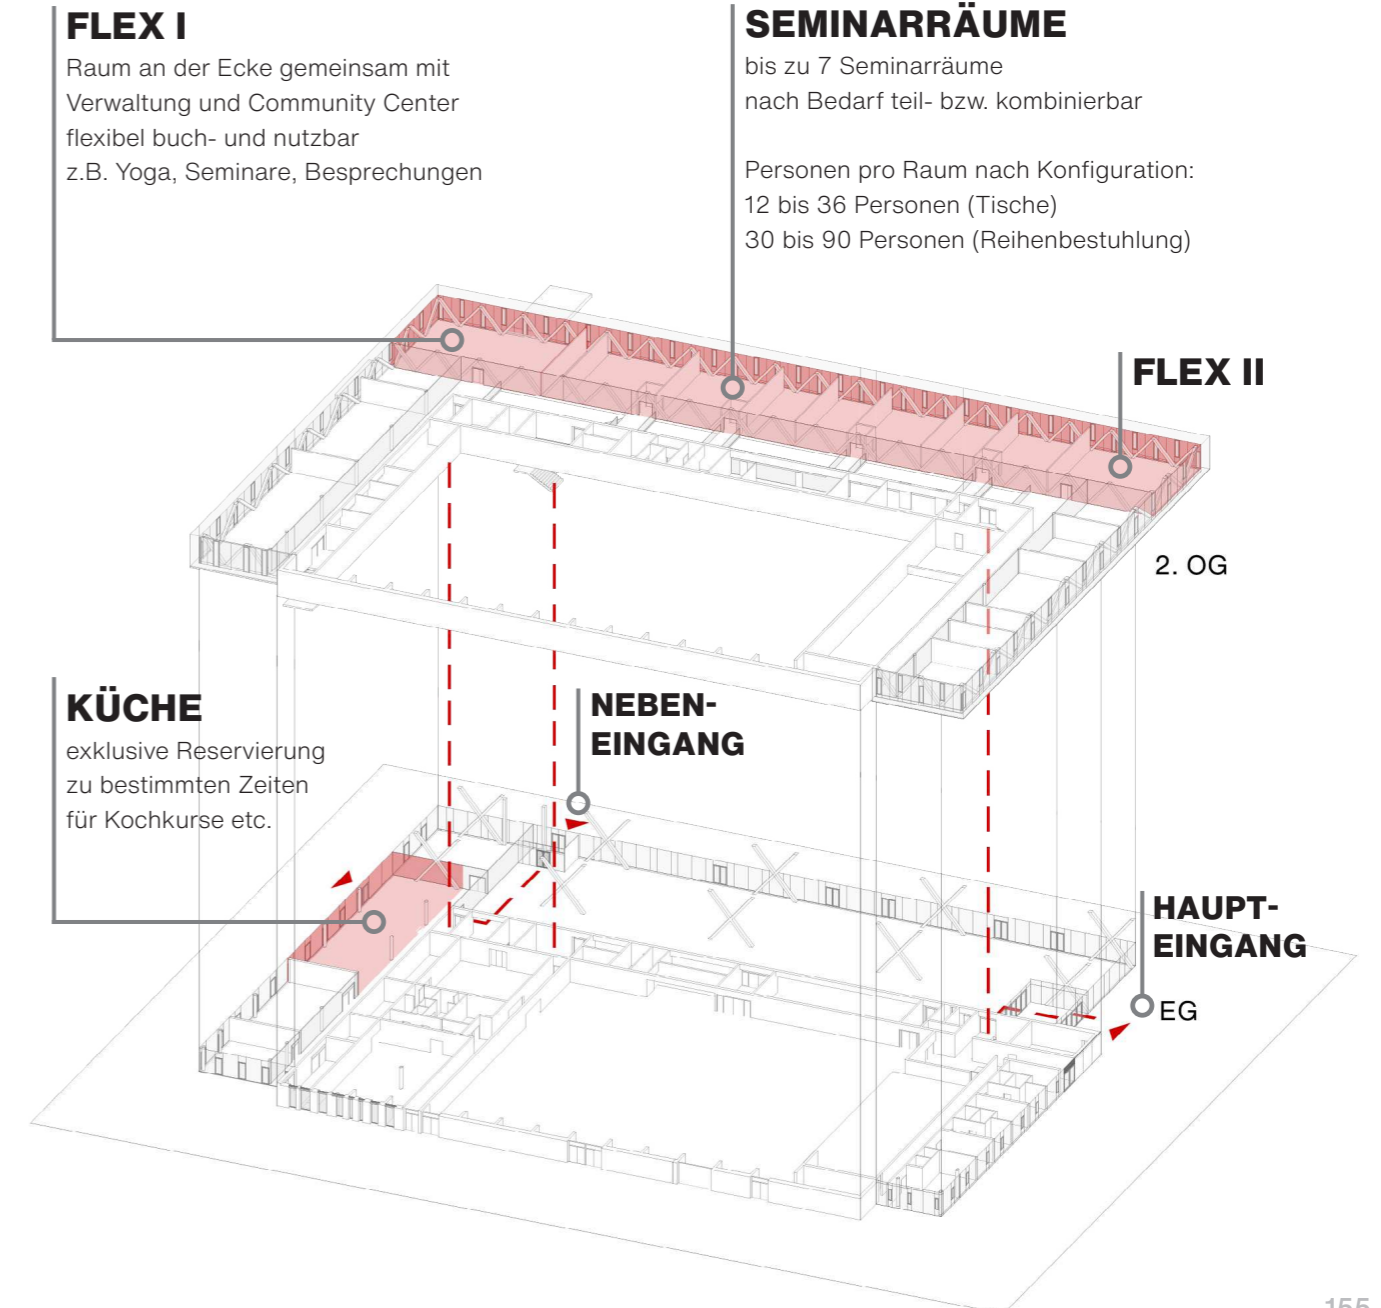 FLEX I
Raum an der Ecke gemeinsam mit
Verwaltung und Community Center
flexibel buch- und nutzbar
z.B. Yoga, Seminare, Besprechungen
SEMINARRÄUME
bis zu 7 Seminarräume
nach Bedarf teil- bzw. kombinierbar
Personen pro Raum nach Konfiguration:
12 bis 36 Personen (Tische)
30 bis 90 Personen (Reihenbestuhlung)
FLEX II
2. OG
KÜCHE
exklusive Reservierung
zu bestimmten Zeiten
für Kochkurse etc.
NEBEN-
EINGANG
HAUPT-
EINGANG
EG
155